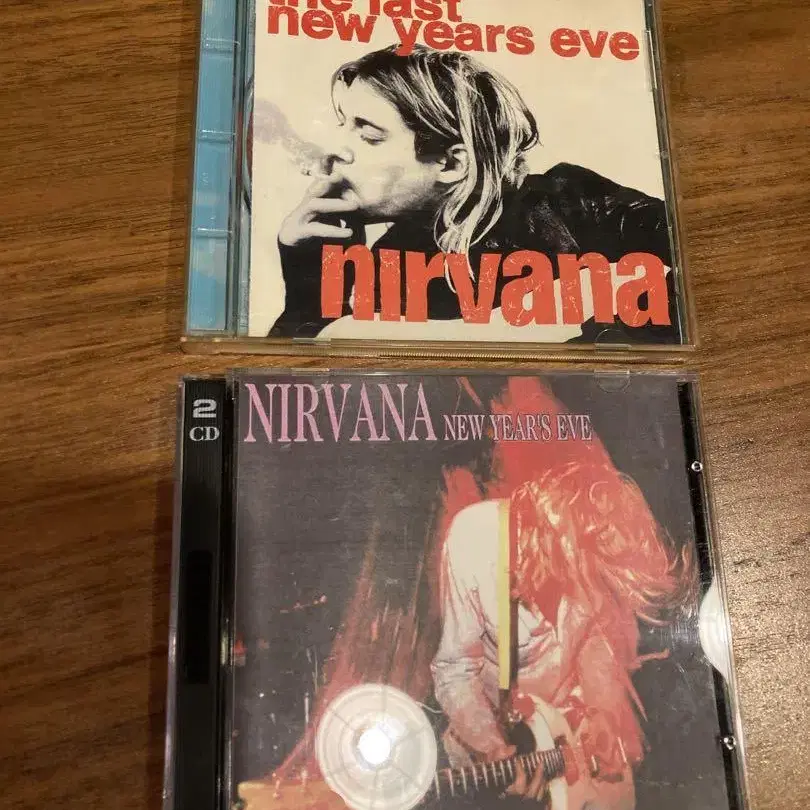 the last
new years eve
nirvana
2
CD
NIRVANA NEW YEAR'S EVE